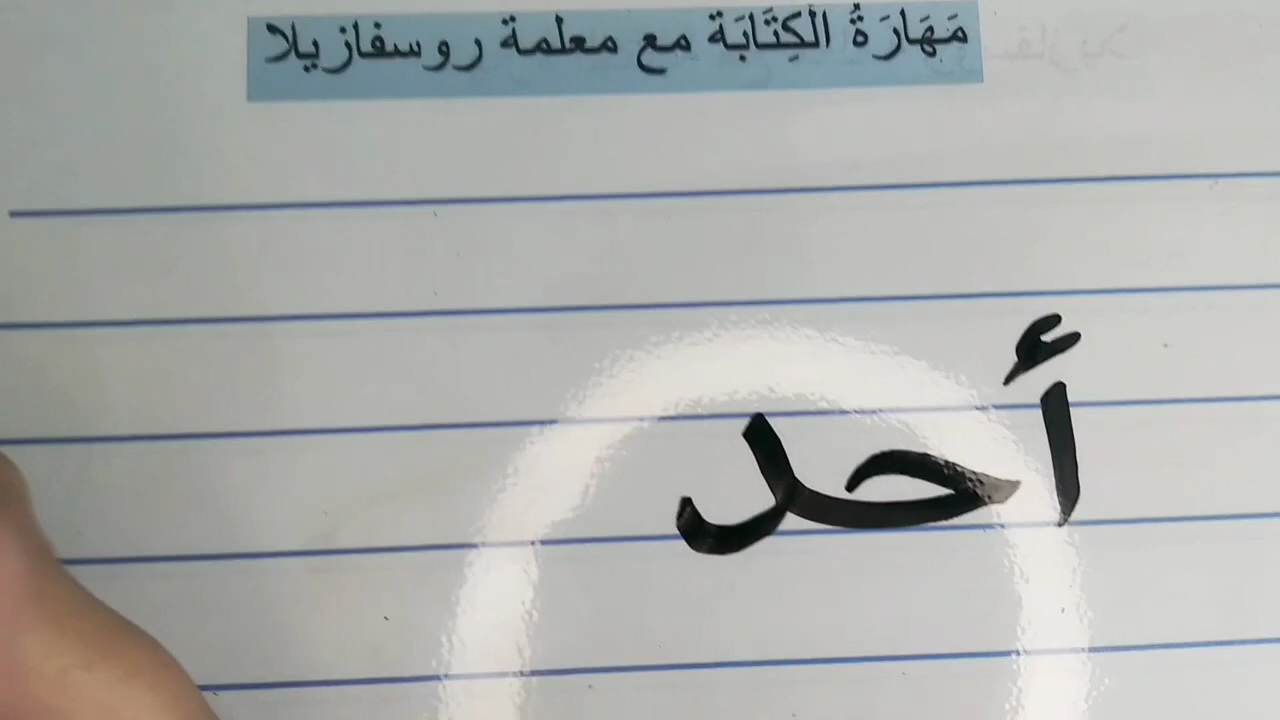 مَهَارَةُ الْكِتَابَة مع معلمة روسفازيلا
أحد